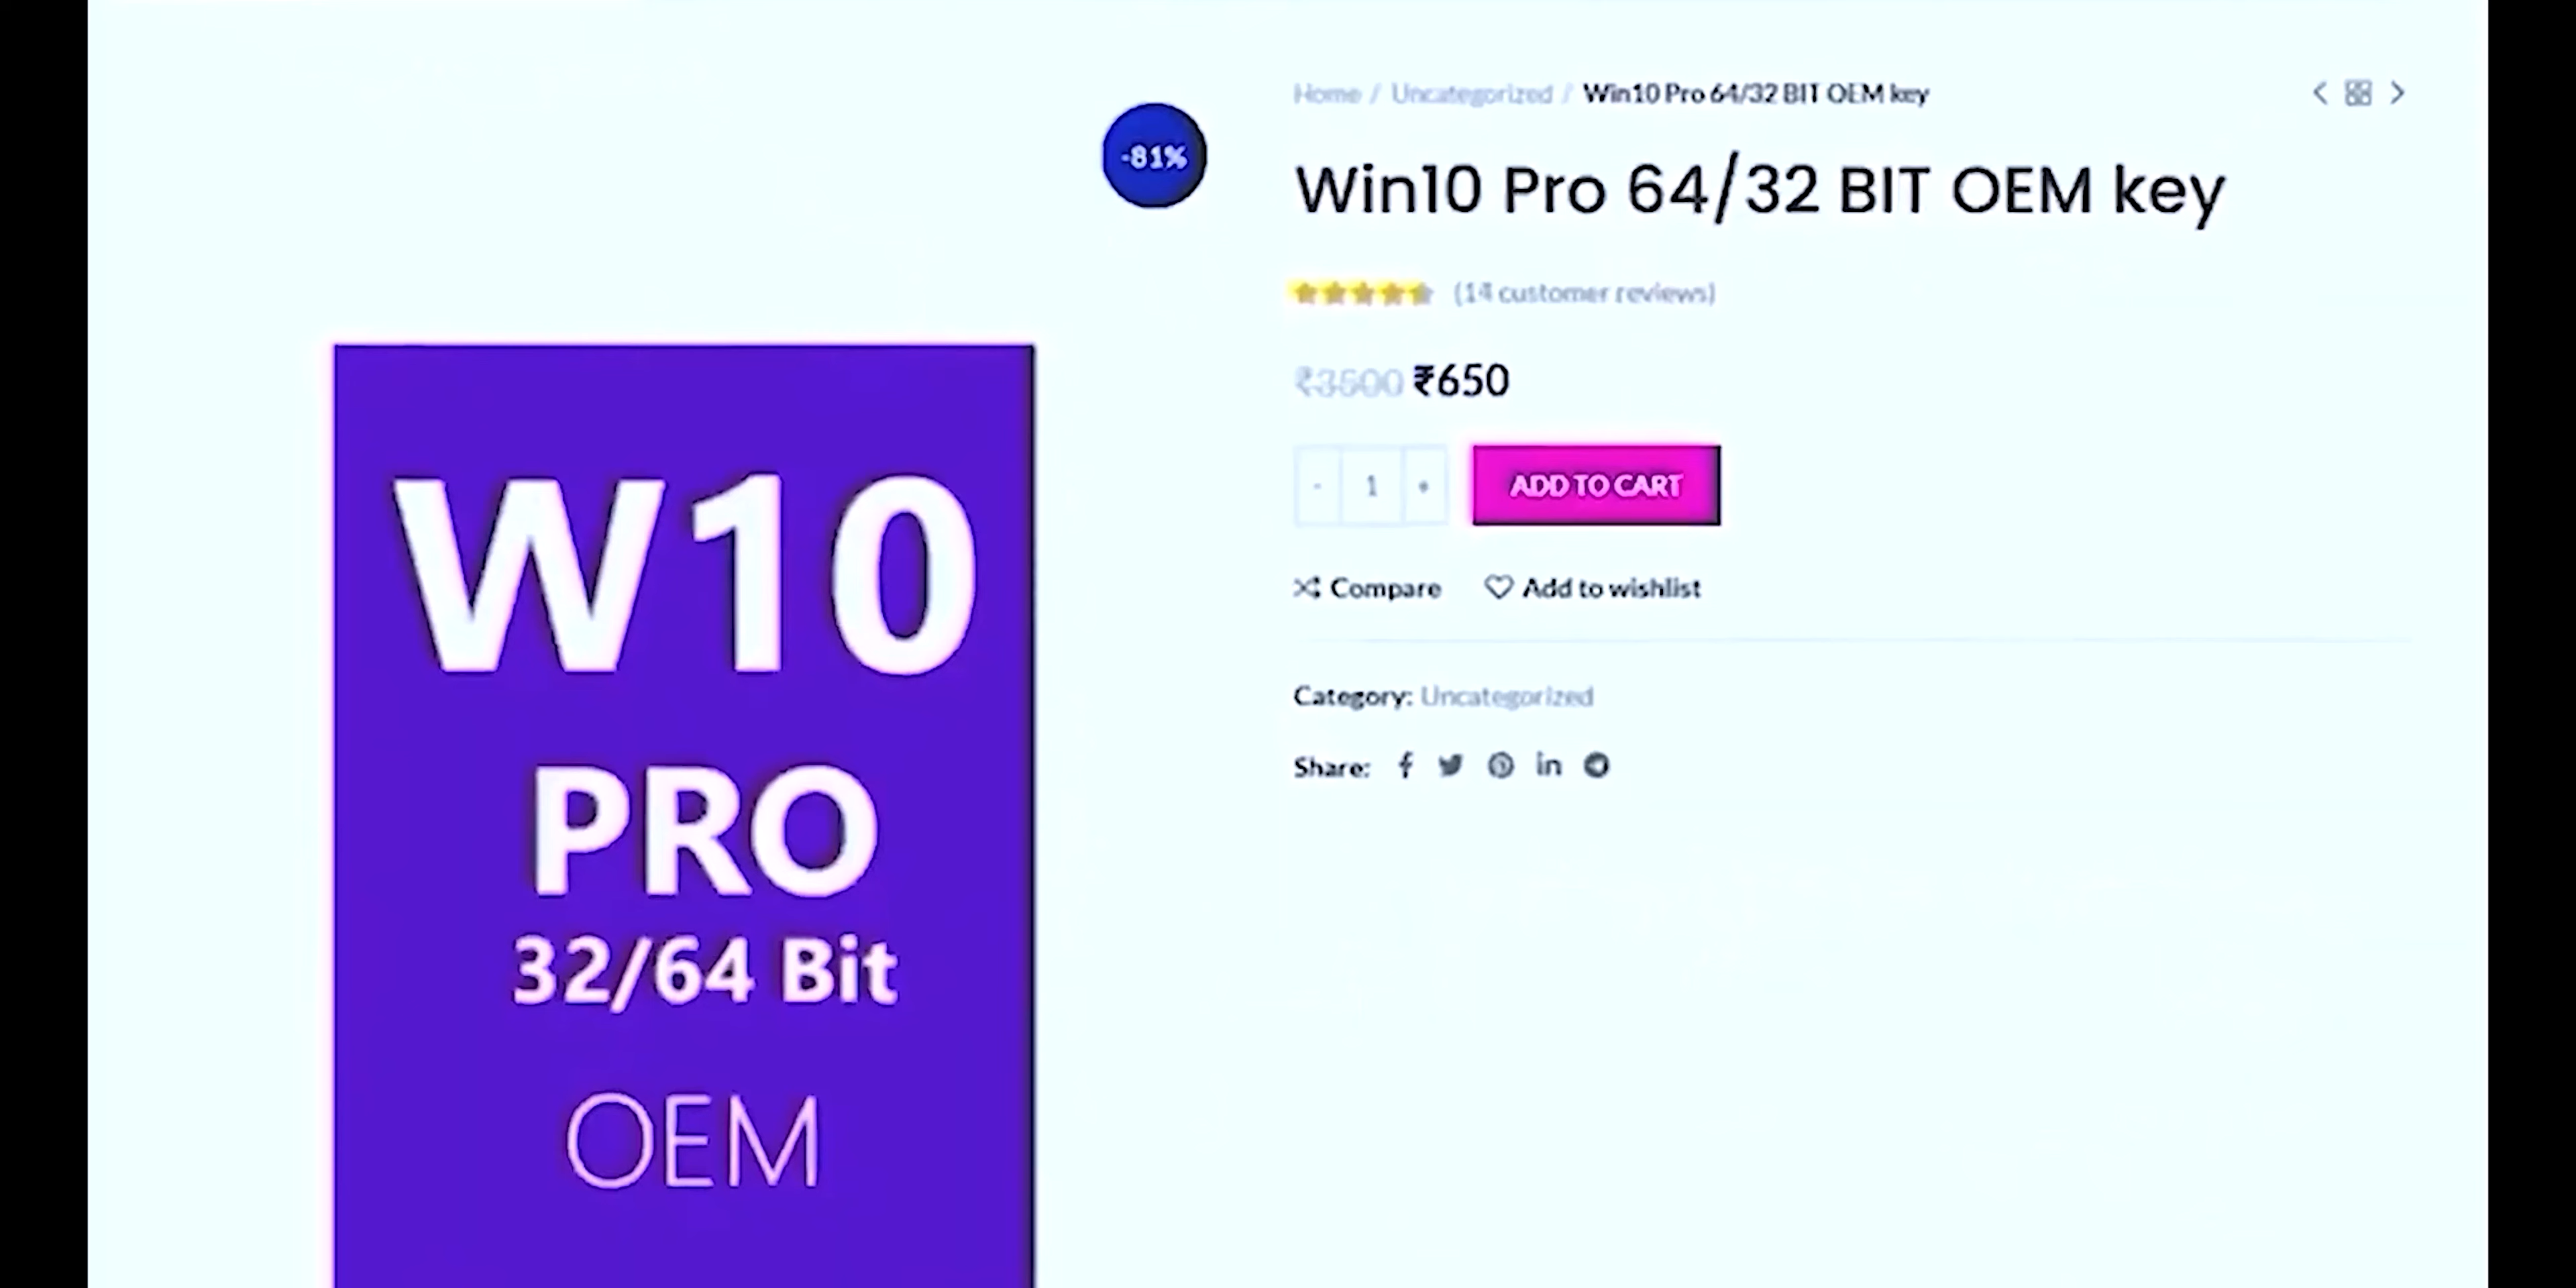 Home / Uncategorized / Win10 Pro 64/32 BIT OEM key
-81%
Win10 Pro 64/32 BIT OEM key
(14 customer reviews)
₹3500 ₹650
- 1 +
ADD TO CART
Compare
Add to wishlist
Category: Uncategorized
Share:
W10
PRO
32/64 Bit
OEM